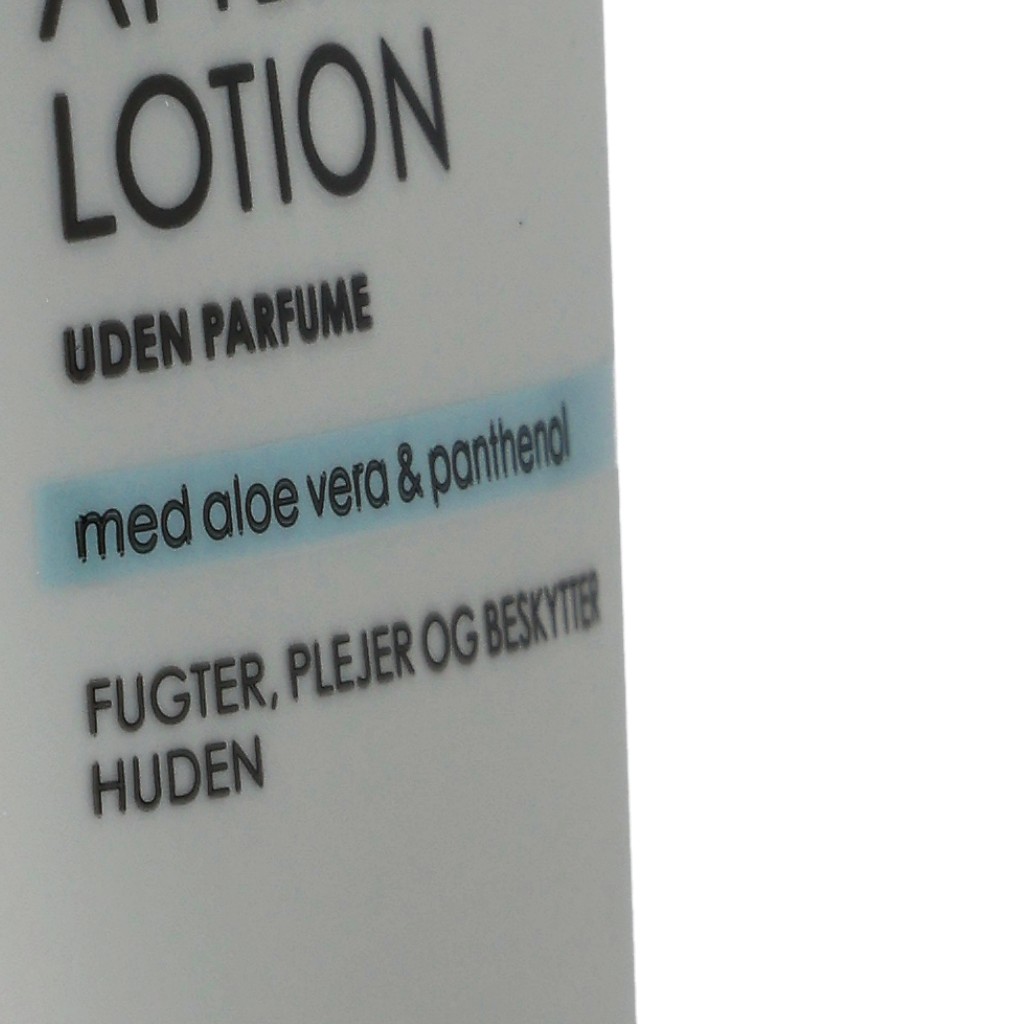 LOTION
UDEN PARFUME
med aloe vera & panthenol
FUGTER, PLEJER OG BESKYTTER
HUDEN